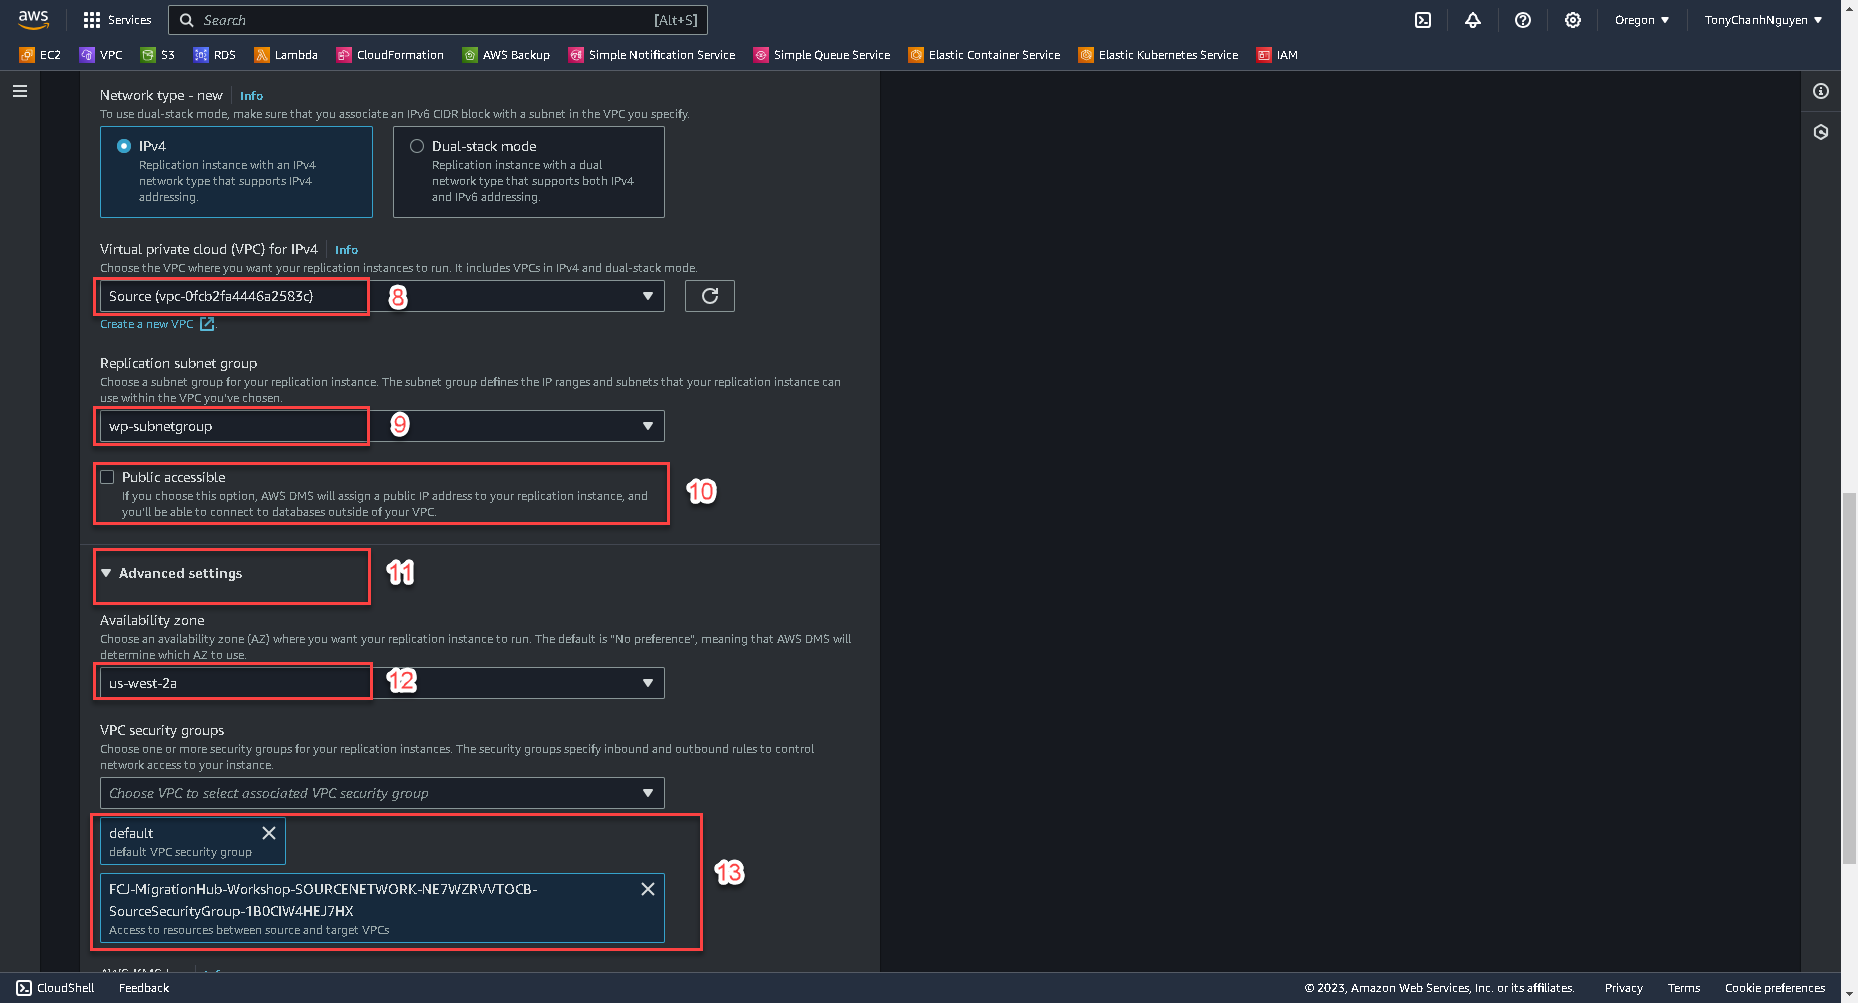 aws
Services
Search
[Alt+S]
Oregon
TonyChanhNguyen
EC2
VPC
S3
RDS
Lambda
CloudFormation
AWS Backup
Simple Notification Service
Simple Queue Service
Elastic Container Service
Elastic Kubernetes Service
IAM
Network type - new
Info
To use dual-stack mode, make sure that you associate an IPv6 CIDR block with a subnet in the VPC you specify.
IPv4
Replication instance with an IPv4
network type that supports IPv4
addressing.
Dual-stack mode
Replication instance with a dual
network type that supports both IPv4
and IPv6 addressing.
Virtual private cloud (VPC) for IPv4
Info
Choose the VPC where you want your replication instances to run. It includes VPCs in IPv4 and dual-stack mode.
Source (vpc-0fcb2fa4446a2583c)
8
Create a new VPC
Replication subnet group
Choose a subnet group for your replication instance. The subnet group defines the IP ranges and subnets that your replication instance can
use within the VPC you've chosen.
wp-subnetgroup
9
Public accessible
If you choose this option, AWS DMS will assign a public IP address to your replication instance, and
you'll be able to connect to databases outside of your VPC.
10
Advanced settings
11
Availability zone
Choose an availability zone (AZ) where you want your replication instance to run. The default is "No preference", meaning that AWS DMS will
determine which AZ to use.
us-west-2a
12
VPC security groups
Choose one or more security groups for your replication instances. The security groups specify inbound and outbound rules to control
network access to your instance.
Choose VPC to select associated VPC security group
default
default VPC security group
FCJ-MigrationHub-Workshop-SOURCENETWORK-NE7WZRVVTOCB-
SourceSecurityGroup-1B0CIW4HEJ7HX
Access to resources between source and target VPCs
13
AWS KMS
CloudShell
Feedback
© 2023, Amazon Web Services, Inc. or its affiliates.
Privacy
Terms
Cookie preferences